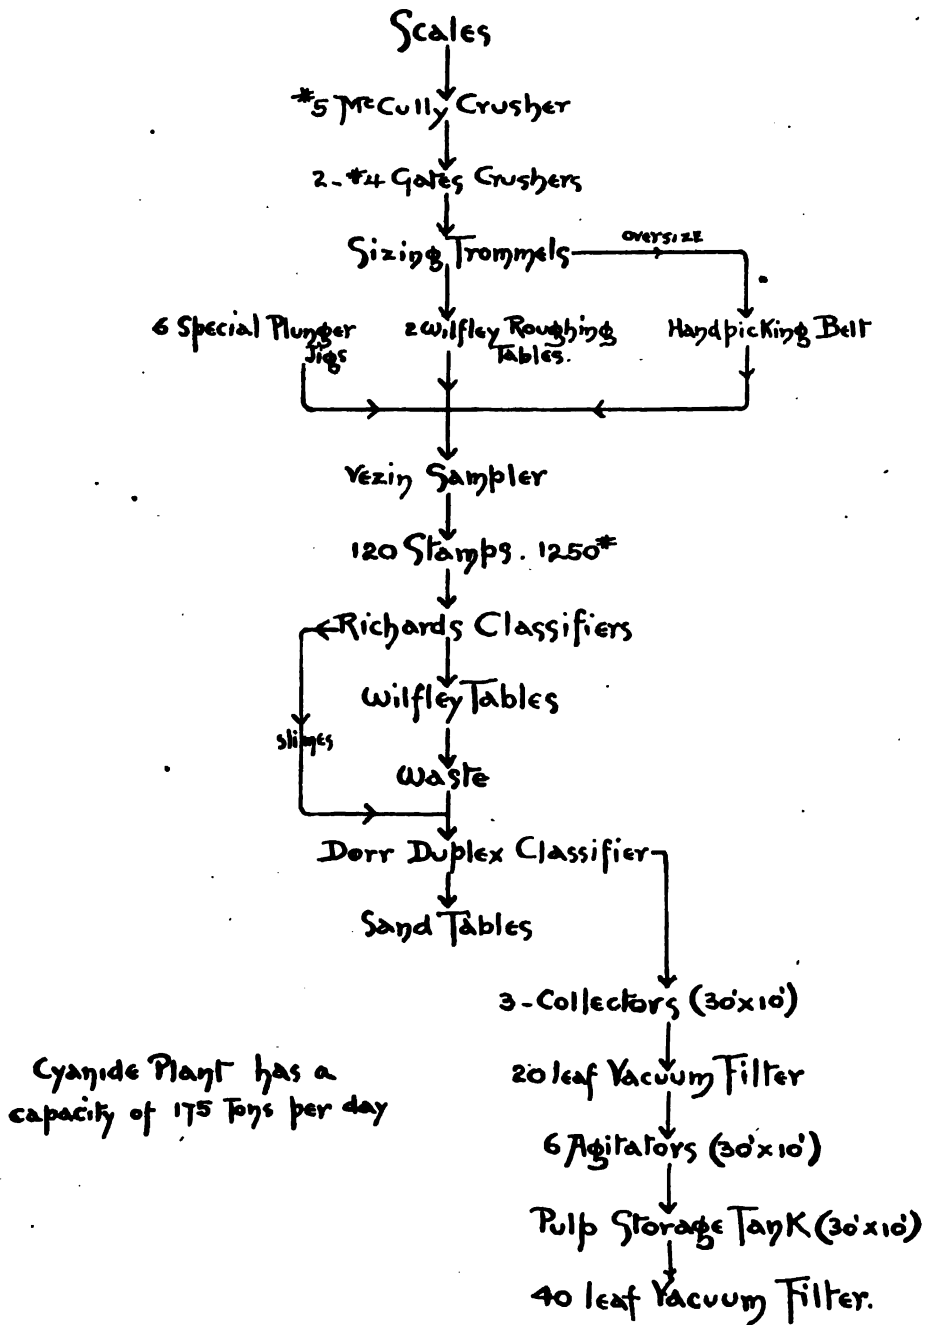 Scales
#5 McCully Crusher
2-#4 Gates Crushers
Sizing Trommels
oversize
6 Special Plunger
Jigs
2 Wilfley Roughing
Tables.
Handpicking Belt
Vezin Sampler
120 Stamps. 1250#
Richards Classifiers
Wilfley Tables
slimes
Waste
Dorr Duplex Classifier
Sand Tables
3-Collectors (30'x10')
20 leaf Vacuum Filter
6 Agitators (30'x10')
Pulp Storage Tank (30'x10')
40 leaf Vacuum Filter.
Cyanide Plant has a
capacity of 175 Tons per day